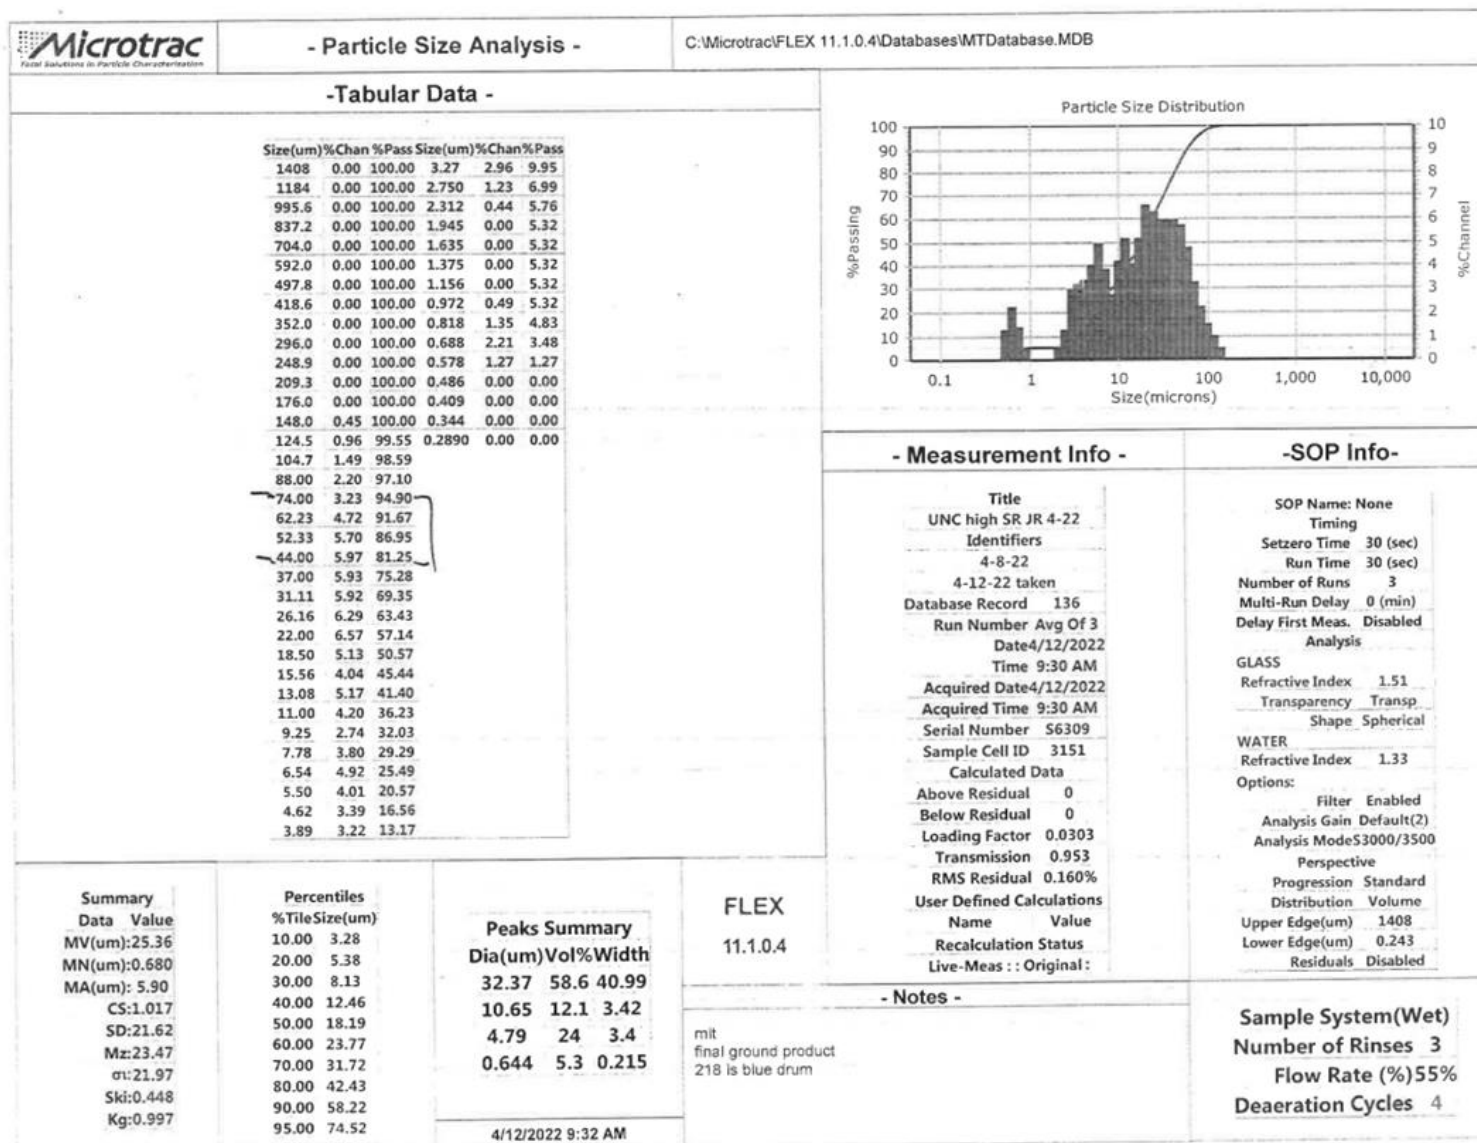 Microtrac
Total Solutions in Particle Characterization
- Particle Size Analysis -
C:\Microtrac\FLEX 11.1.0.4\Databases\MTDatabase.MDB
-Tabular Data -
Size(um) %Chan %Pass Size(um) %Chan %Pass
1408 0.00 100.00 3.27 2.96 9.95
1184 0.00 100.00 2.750 1.23 6.99
995.6 0.00 100.00 2.312 0.44 5.76
837.2 0.00 100.00 1.945 0.00 5.32
704.0 0.00 100.00 1.635 0.00 5.32
592.0 0.00 100.00 1.375 0.00 5.32
497.8 0.00 100.00 1.156 0.00 5.32
418.6 0.00 100.00 0.972 0.49 5.32
352.0 0.00 100.00 0.818 1.35 4.83
296.0 0.00 100.00 0.688 2.21 3.48
248.9 0.00 100.00 0.578 1.27 1.27
209.3 0.00 100.00 0.486 0.00 0.00
176.0 0.00 100.00 0.409 0.00 0.00
148.0 0.45 100.00 0.344 0.00 0.00
124.5 0.96 99.55 0.2890 0.00 0.00
104.7 1.49 98.59
88.00 2.20 97.10
74.00 3.23 94.90
62.23 4.72 91.67
52.33 5.70 86.95
44.00 5.97 81.25
37.00 5.93 75.28
31.11 5.92 69.35
26.16 6.29 63.43
22.00 6.57 57.14
18.50 5.13 50.57
15.56 4.04 45.44
13.08 5.17 41.40
11.00 4.20 36.23
9.25 2.74 32.03
7.78 3.80 29.29
6.54 4.92 25.49
5.50 4.01 20.57
4.62 3.39 16.56
3.89 3.22 13.17
Particle Size Distribution
%Passing
100
90
80
70
60
50
40
30
20
10
0
%Channel
10
9
8
7
6
5
4
3
2
1
0
0.1 1 10 100 1,000 10,000
Size(microns)
- Measurement Info -
Title
UNC high SR JR 4-22
Identifiers
4-8-22
4-12-22 taken
Database Record 136
Run Number Avg Of 3
Date4/12/2022
Time 9:30 AM
Acquired Date4/12/2022
Acquired Time 9:30 AM
Serial Number S6309
Sample Cell ID 3151
Calculated Data
Above Residual 0
Below Residual 0
Loading Factor 0.0303
Transmission 0.953
RMS Residual 0.160%
User Defined Calculations
Name Value
Recalculation Status
Live-Meas : : Original :
-SOP Info-
SOP Name: None
Timing
Setzero Time 30 (sec)
Run Time 30 (sec)
Number of Runs 3
Multi-Run Delay 0 (min)
Delay First Meas. Disabled
Analysis
GLASS
Refractive Index 1.51
Transparency Transp
Shape Spherical
WATER
Refractive Index 1.33
Options:
Filter Enabled
Analysis Gain Default(2)
Analysis ModeS3000/3500
Perspective
Progression Standard
Distribution Volume
Upper Edge(um) 1408
Lower Edge(um) 0.243
Residuals Disabled
Summary
Data Value
MV(um):25.36
MN(um):0.680
MA(um): 5.90
CS:1.017
SD:21.62
Mz:23.47
σı:21.97
Ski:0.448
Kg:0.997
Percentiles
%Tile Size(um)
10.00 3.28
20.00 5.38
30.00 8.13
40.00 12.46
50.00 18.19
60.00 23.77
70.00 31.72
80.00 42.43
90.00 58.22
95.00 74.52
Peaks Summary
Dia(um) Vol% Width
32.37 58.6 40.99
10.65 12.1 3.42
4.79 24 3.4
0.644 5.3 0.215
4/12/2022 9:32 AM
FLEX
11.1.0.4
- Notes -
mit
final ground product
218 is blue drum
Sample System(Wet)
Number of Rinses 3
Flow Rate (%)55%
Deaeration Cycles 4